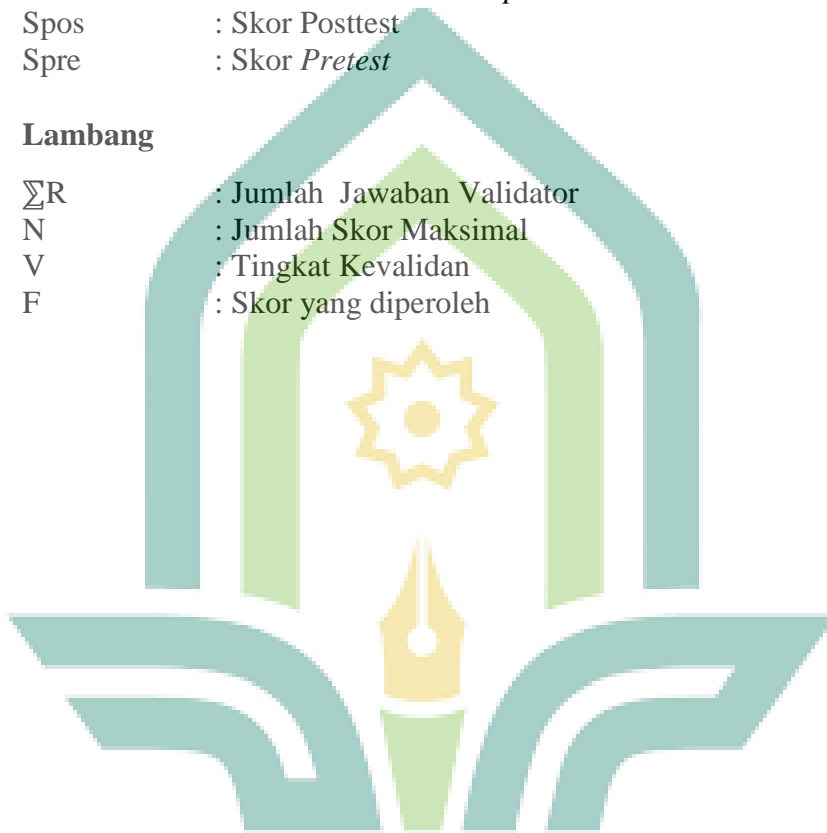 Spos : Skor Posttest
Spre : Skor Pretest
Lambang
∑R : Jumlah Jawaban Validator
N : Jumlah Skor Maksimal
V : Tingkat Kevalidan
F : Skor yang diperoleh